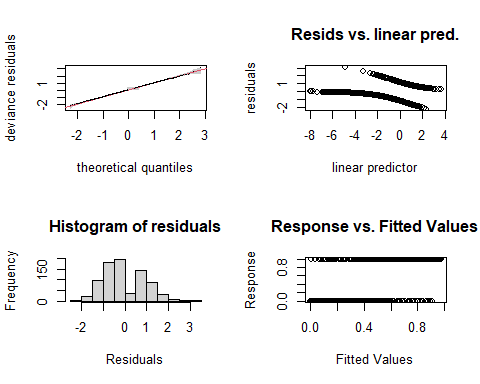 deviance residuals
1
-2
-2
-1
0
1
2
3
theoretical quantiles
Resids vs. linear pred.
residuals
1
-2
-8
-6
-4
-2
0
2
4
linear predictor
Histogram of residuals
Frequency
150
0
-2
0
1
2
3
Residuals
Response vs. Fitted Values
Response
0.8
0.0
0.0
0.4
0.8
Fitted Values